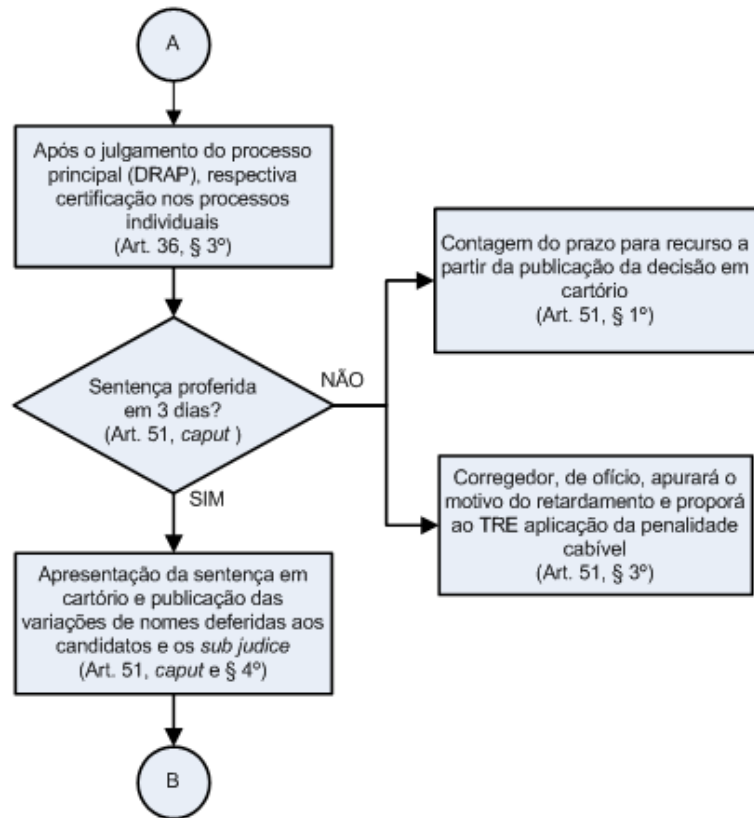 A
Após o julgamento do processo
principal (DRAP), respectiva
certificação nos processos
individuais
(Art. 36, § 3º)
Sentença proferida
em 3 dias?
(Art. 51, caput )
NÃO
SIM
Contagem do prazo para recurso a
partir da publicação da decisão em
cartório
(Art. 51, § 1º)
Corregedor, de ofício, apurará o
motivo do retardamento e proporá
ao TRE aplicação da penalidade
cabível
(Art. 51, § 3º)
Apresentação da sentença em
cartório e publicação das
variações de nomes deferidas aos
candidatos e os sub judice
(Art. 51, caput e § 4º)
B